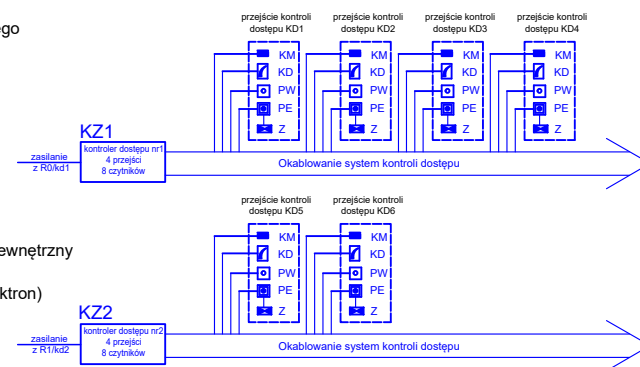 ego
przejście kontroli
dostępu KD1
przejście kontroli
dostępu KD2
przejście kontroli
dostępu KD3
przejście kontroli
dostępu KD4
KM
KD
PW
PE
Z
KM
KD
PW
PE
Z
KM
KD
PW
PE
Z
KM
KD
PW
PE
Z
KZ1
kontroler dostępu nr1
4 przejści
8 czytników
zasilanie
z R0/kd1
Okablowanie system kontroli dostępu
przejście kontroli
dostępu KD5
przejście kontroli
dostępu KD6
KM
KD
PW
PE
Z
KM
KD
PW
PE
Z
ewnętrzny
ktron)
KZ2
kontroler dostępu nr2
4 przejści
8 czytników
zasilanie
z R1/kd2
Okablowanie system kontroli dostępu